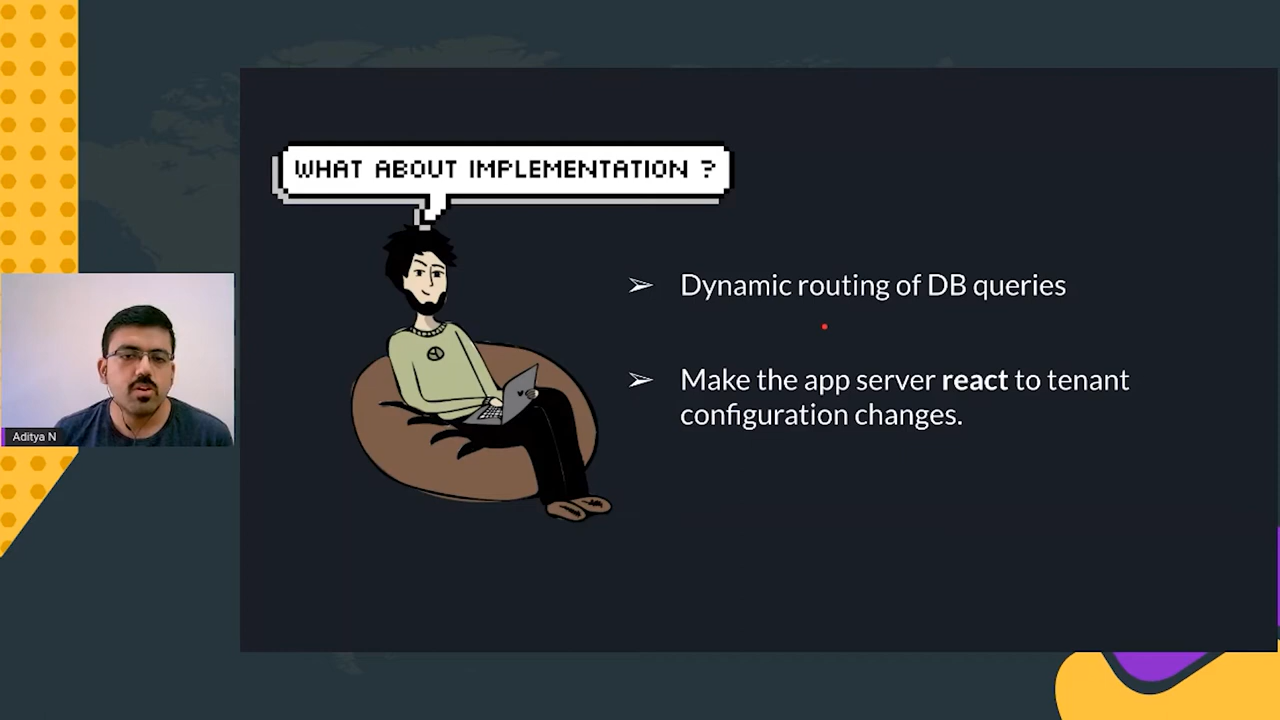 WHAT ABOUT IMPLEMENTATION ?
➢ Dynamic routing of DB queries
➢ Make the app server react to tenant
configuration changes.
Aditya N